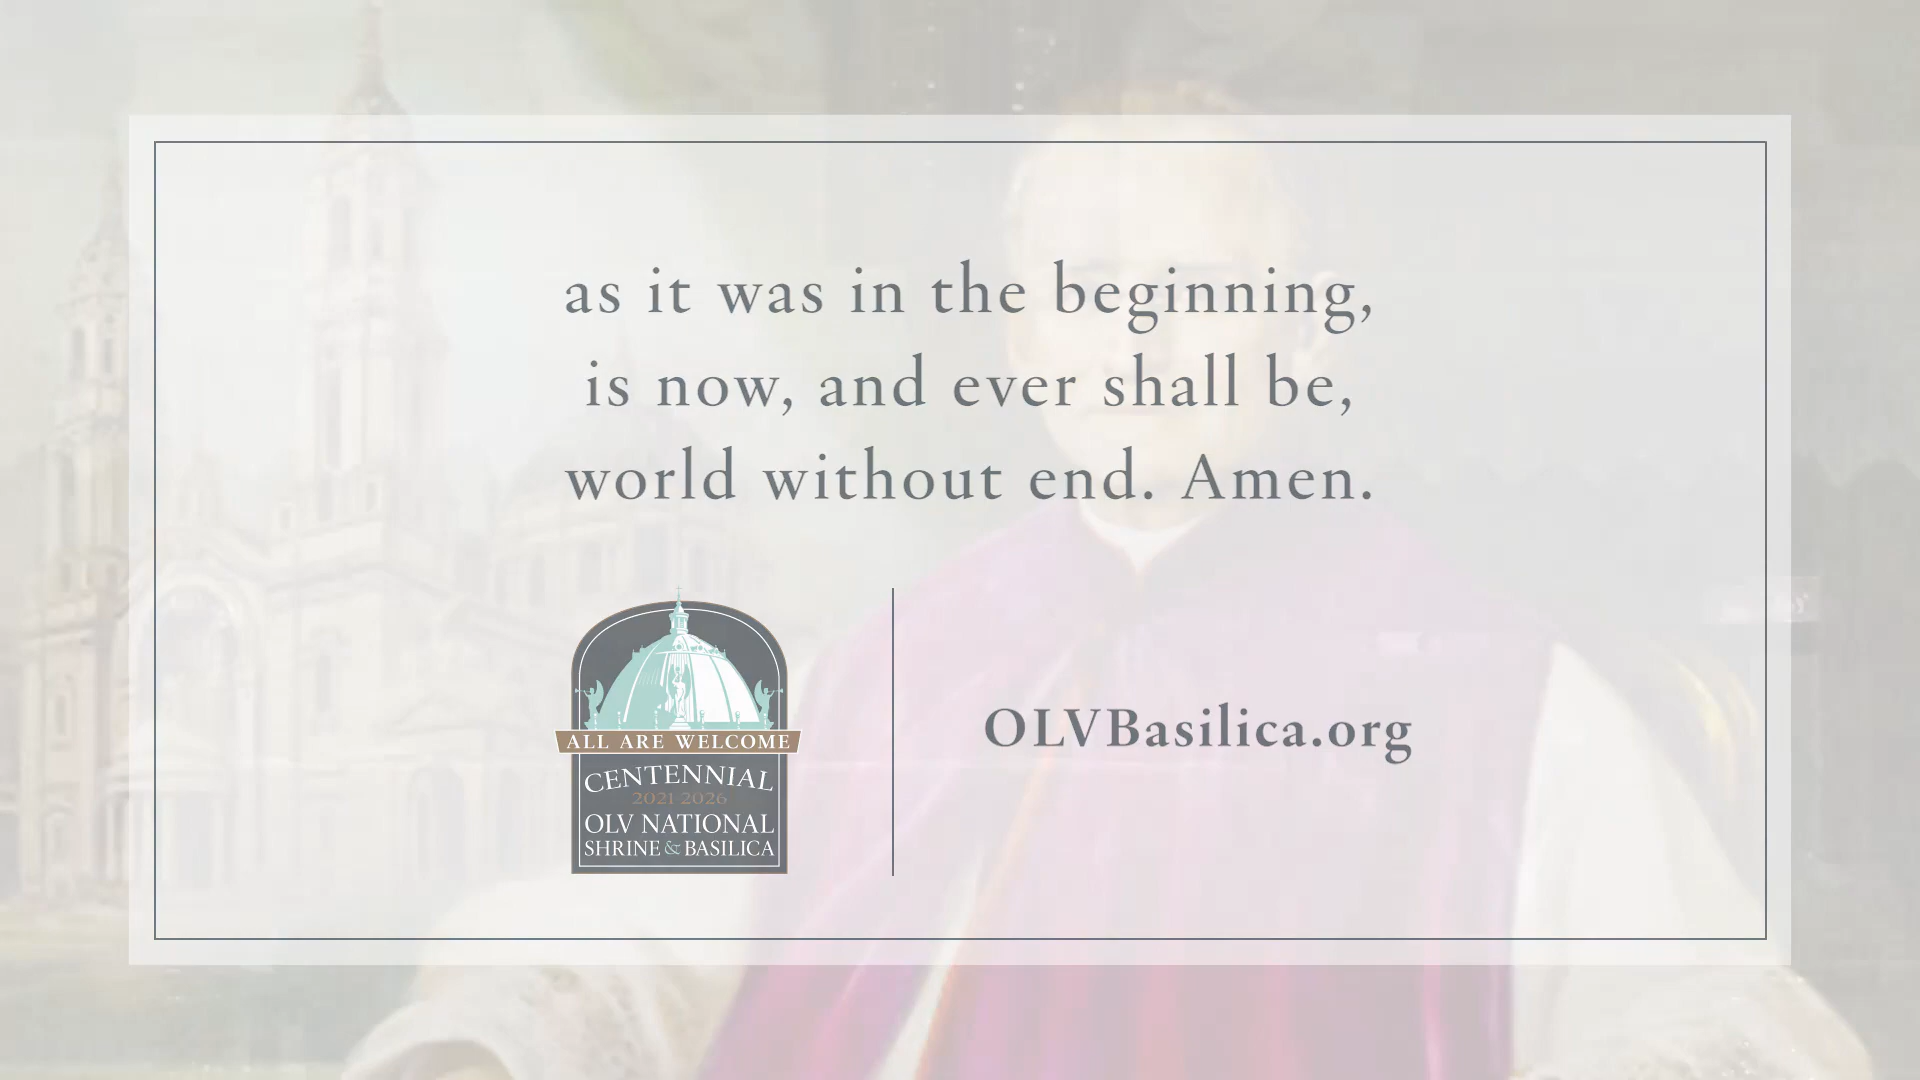 as it was in the beginning,
is now, and ever shall be,
world without end. Amen.
ALL ARE WELCOME
CENTENNIAL
2021-2026
OLV NATIONAL
SHRINE & BASILICA
OLVBasilica.org